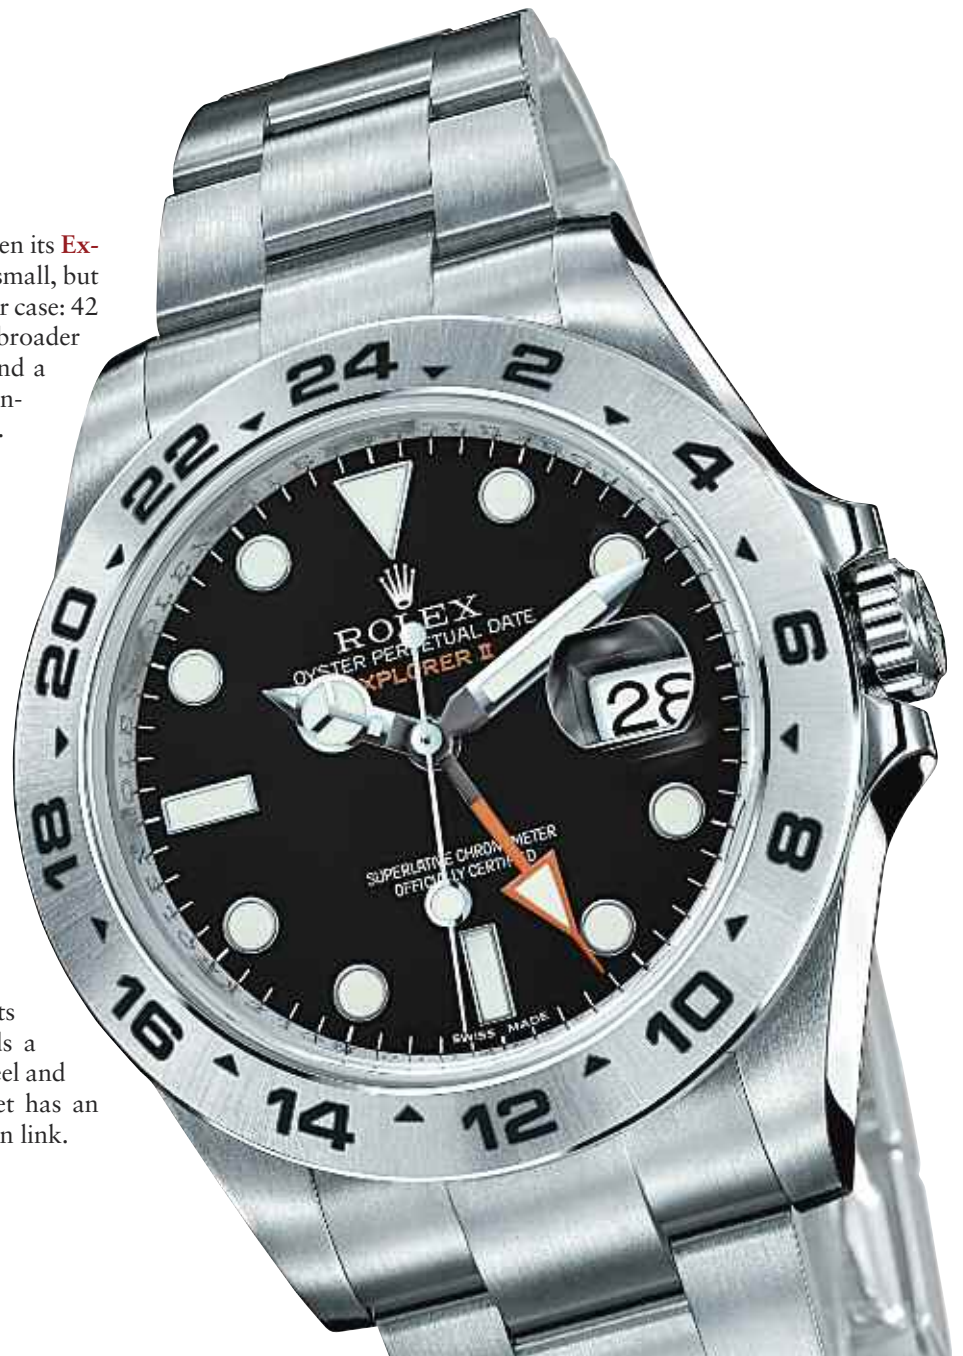 en its Ex-
small, but
r case: 42
broader
nd a
n-
.
24
2
4
6
8
10
12
14
16
18
20
22
ROLEX
OYSTER PERPETUAL DATE
EXPLORER II
28
SUPERLATIVE CHRONOMETER
OFFICIALLY CERTIFIED
SWISS MADE
ts
ls a
eel and
et has an
n link.